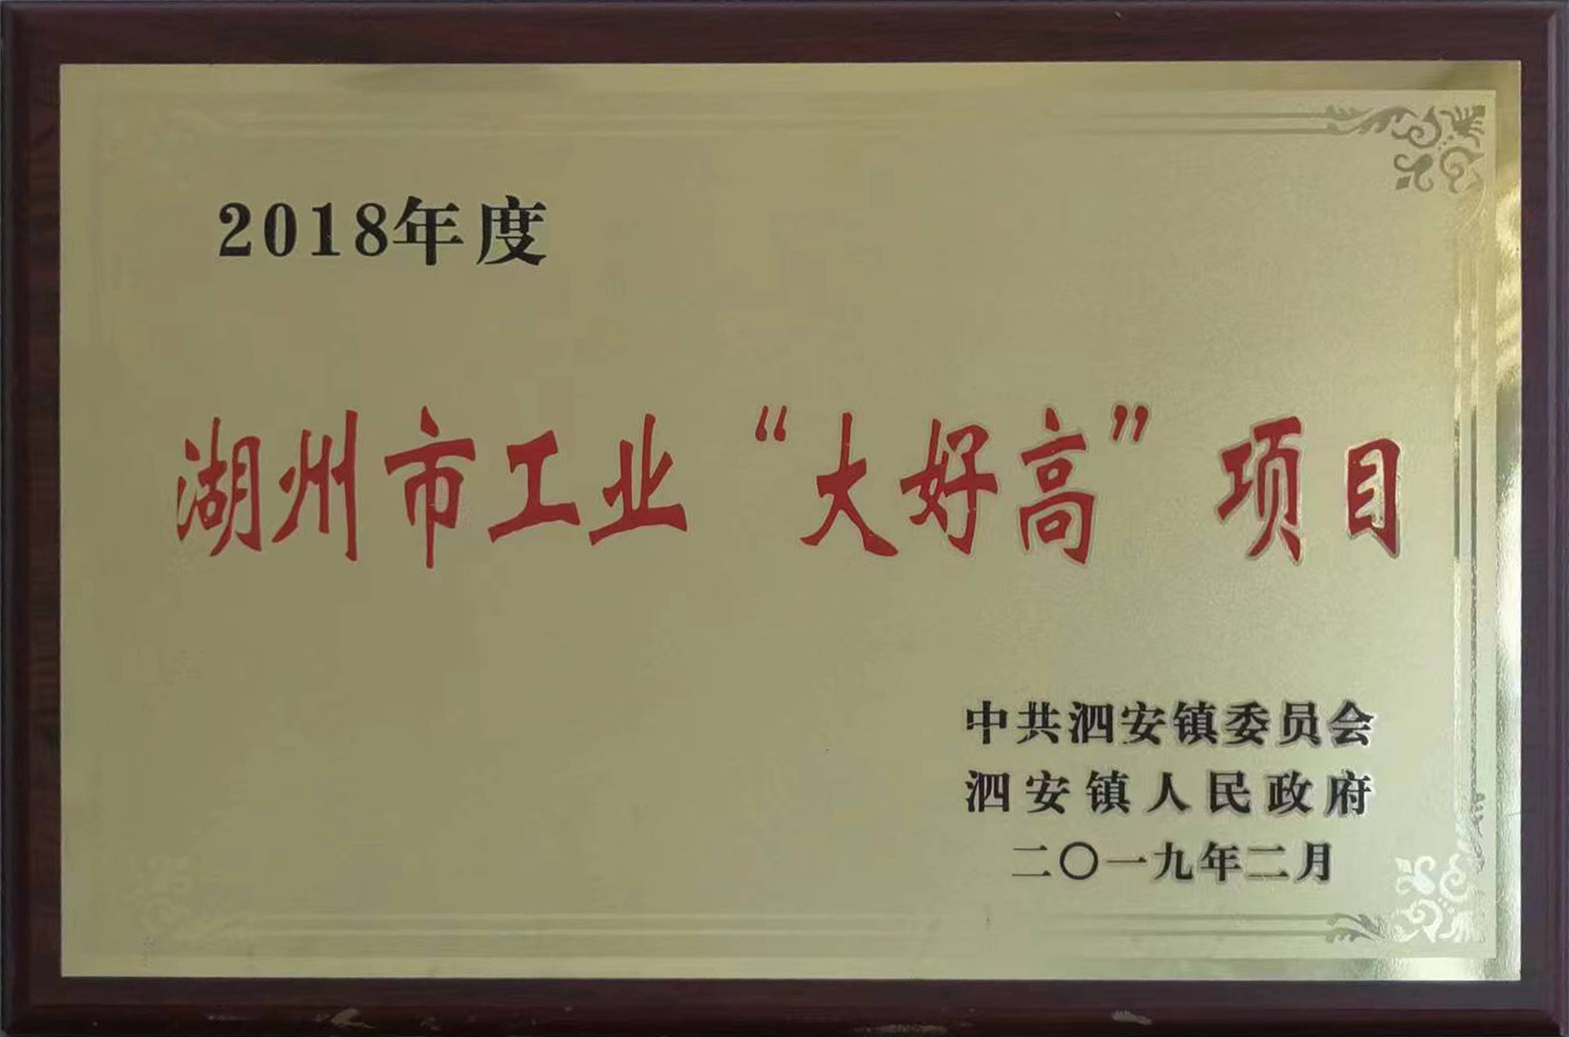 2018年度
湖州市工业“大好高”项目
中共泗安镇委员会
泗安镇人民政府
二〇一九年二月